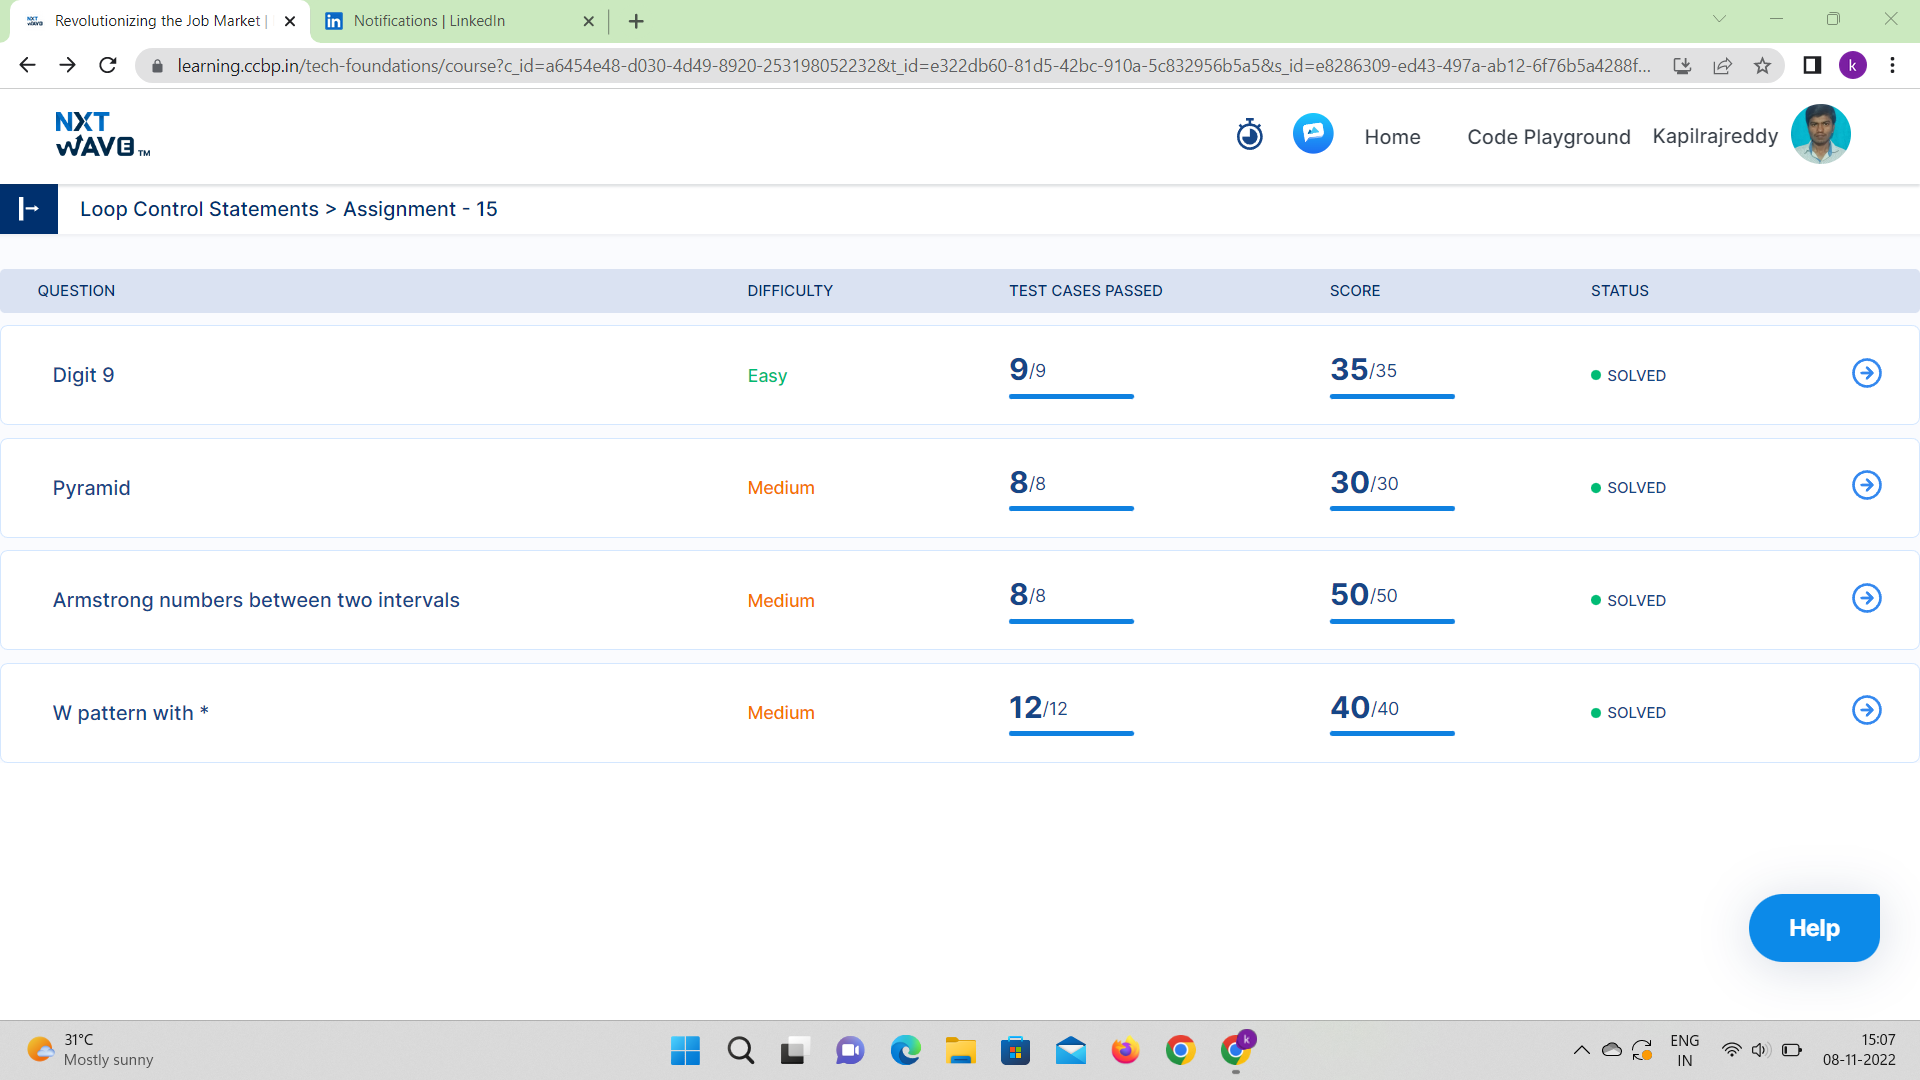 Revolutionizing the Job Market |
Notifications | LinkedIn
learning.ccbp.in/tech-foundations/course?c_id=a6454e48-d030-4d49-8920-253198052232&t_id=e322db60-81d5-42bc-910a-5c832956b5a5&s_id=e8286309-ed43-497a-ab12-6f76b5a4288f...
k
NXT
WAVE TM
Home
Code Playground
Kapilrajreddy
Loop Control Statements > Assignment - 15
QUESTION DIFFICULTY TEST CASES PASSED SCORE STATUS
Digit 9 Easy 9/9 35/35 SOLVED
Pyramid Medium 8/8 30/30 SOLVED
Armstrong numbers between two intervals Medium 8/8 50/50 SOLVED
W pattern with * Medium 12/12 40/40 SOLVED
Help
31°C
Mostly sunny
k
ENG
IN
15:07
08-11-2022